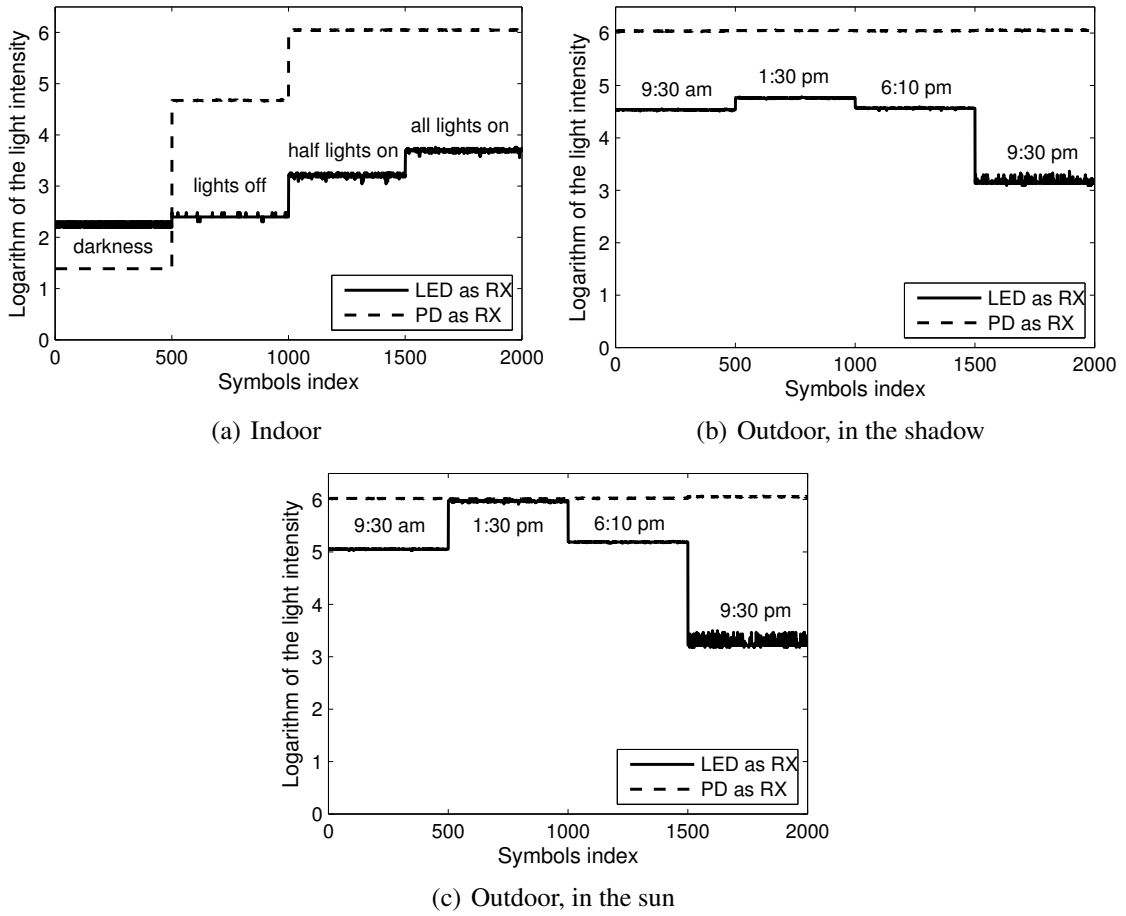 6
5
4
3
2
1
0
Logarithm of the light intensity
darkness
lights off
half lights on
all lights on
LED as RX
PD as RX
0 500 1000 1500 2000
Symbols index
(a) Indoor
6
5
4
3
2
1
0
Logarithm of the light intensity
9:30 am
1:30 pm
6:10 pm
9:30 pm
LED as RX
PD as RX
0 500 1000 1500 2000
Symbols index
(b) Outdoor, in the shadow
6
5
4
3
2
1
0
Logarithm of the light intensity
9:30 am
1:30 pm
6:10 pm
9:30 pm
LED as RX
PD as RX
0 500 1000 1500 2000
Symbols index
(c) Outdoor, in the sun